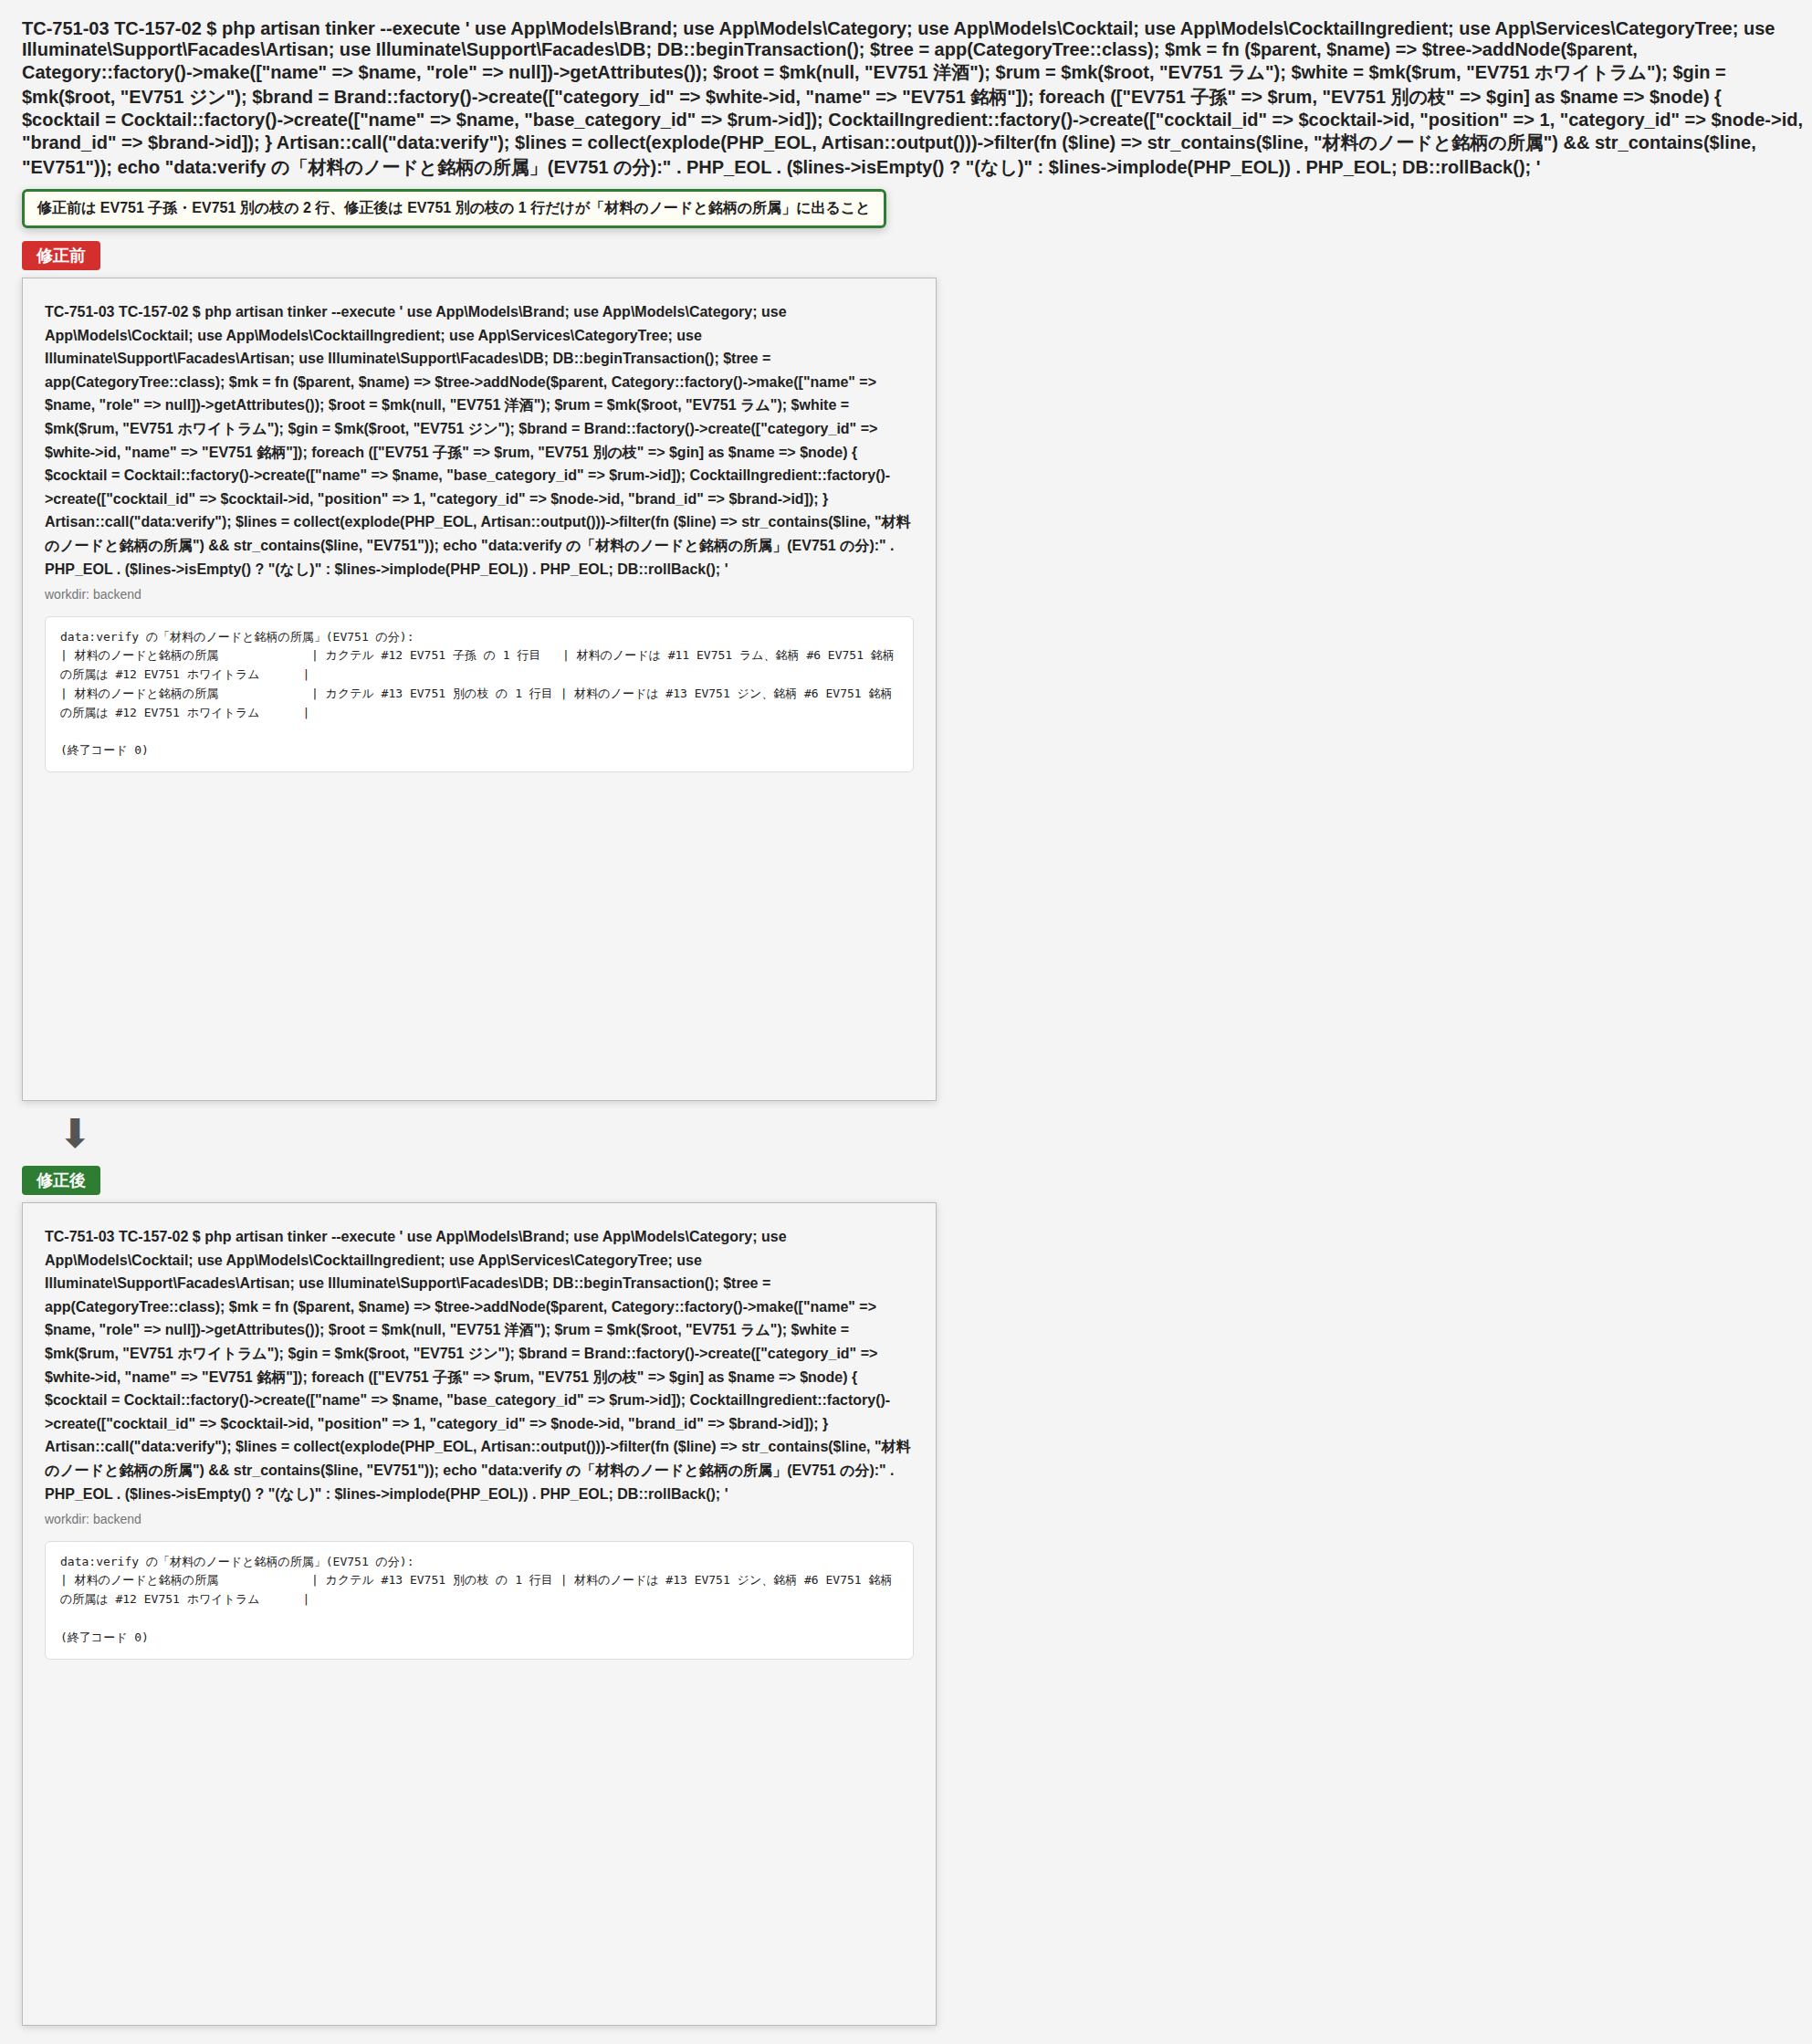 TC-751-03 TC-157-02 $ php artisan tinker --execute ' use App\Models\Brand; use App\Models\Category; use App\Models\Cocktail; use App\Models\CocktailIngredient; use App\Services\CategoryTree; use
Illuminate\Support\Facades\Artisan; use Illuminate\Support\Facades\DB; DB::beginTransaction(); $tree = app(CategoryTree::class); $mk = fn ($parent, $name) => $tree->addNode($parent,
Category::factory()->make(["name" => $name, "role" => null])->getAttributes()); $root = $mk(null, "EV751 洋酒"); $rum = $mk($root, "EV751 ラム"); $white = $mk($rum, "EV751 ホワイトラム"); $gin =
$mk($root, "EV751 ジン"); $brand = Brand::factory()->create(["category_id" => $white->id, "name" => "EV751 銘柄"]); foreach (["EV751 子孫" => $rum, "EV751 別の枝" => $gin] as $name => $node) {
$cocktail = Cocktail::factory()->create(["name" => $name, "base_category_id" => $rum->id]); CocktailIngredient::factory()->create(["cocktail_id" => $cocktail->id, "position" => 1, "category_id" => $node->id,
"brand_id" => $brand->id]); } Artisan::call("data:verify"); $lines = collect(explode(PHP_EOL, Artisan::output()))->filter(fn ($line) => str_contains($line, "材料のノードと銘柄の所属") && str_contains($line,
"EV751")); echo "data:verify の「材料のノードと銘柄の所属」(EV751 の分):" . PHP_EOL . ($lines->isEmpty() ? "(なし)" : $lines->implode(PHP_EOL)) . PHP_EOL; DB::rollBack(); '
修正前は EV751 子孫・EV751 別の枝の 2 行、修正後は EV751 別の枝の 1 行だけが「材料のノードと銘柄の所属」に出ること
修正前
TC-751-03 TC-157-02 $ php artisan tinker --execute ' use App\Models\Brand; use App\Models\Category; use
App\Models\Cocktail; use App\Models\CocktailIngredient; use App\Services\CategoryTree; use
Illuminate\Support\Facades\Artisan; use Illuminate\Support\Facades\DB; DB::beginTransaction(); $tree =
app(CategoryTree::class); $mk = fn ($parent, $name) => $tree->addNode($parent, Category::factory()->make(["name" =>
$name, "role" => null])->getAttributes()); $root = $mk(null, "EV751 洋酒"); $rum = $mk($root, "EV751 ラム"); $white =
$mk($rum, "EV751 ホワイトラム"); $gin = $mk($root, "EV751 ジン"); $brand = Brand::factory()->create(["category_id" =>
$white->id, "name" => "EV751 銘柄"]); foreach (["EV751 子孫" => $rum, "EV751 別の枝" => $gin] as $name => $node) {
$cocktail = Cocktail::factory()->create(["name" => $name, "base_category_id" => $rum->id]); CocktailIngredient::factory()-
>create(["cocktail_id" => $cocktail->id, "position" => 1, "category_id" => $node->id, "brand_id" => $brand->id]); }
Artisan::call("data:verify"); $lines = collect(explode(PHP_EOL, Artisan::output()))->filter(fn ($line) => str_contains($line, "材料
のノードと銘柄の所属") && str_contains($line, "EV751")); echo "data:verify の「材料のノードと銘柄の所属」(EV751 の分):" .
PHP_EOL . ($lines->isEmpty() ? "(なし)" : $lines->implode(PHP_EOL)) . PHP_EOL; DB::rollBack(); '
workdir: backend
data:verify の「材料のノードと銘柄の所属」(EV751 の分):
| 材料のノードと銘柄の所属 | カクテル #12 EV751 子孫 の 1 行目 | 材料のノードは #11 EV751 ラム、銘柄 #6 EV751 銘柄
の所属は #12 EV751 ホワイトラム |
| 材料のノードと銘柄の所属 | カクテル #13 EV751 別の枝 の 1 行目 | 材料のノードは #13 EV751 ジン、銘柄 #6 EV751 銘柄
の所属は #12 EV751 ホワイトラム |
(終了コード 0)
⬇
修正後
TC-751-03 TC-157-02 $ php artisan tinker --execute ' use App\Models\Brand; use App\Models\Category; use
App\Models\Cocktail; use App\Models\CocktailIngredient; use App\Services\CategoryTree; use
Illuminate\Support\Facades\Artisan; use Illuminate\Support\Facades\DB; DB::beginTransaction(); $tree =
app(CategoryTree::class); $mk = fn ($parent, $name) => $tree->addNode($parent, Category::factory()->make(["name" =>
$name, "role" => null])->getAttributes()); $root = $mk(null, "EV751 洋酒"); $rum = $mk($root, "EV751 ラム"); $white =
$mk($rum, "EV751 ホワイトラム"); $gin = $mk($root, "EV751 ジン"); $brand = Brand::factory()->create(["category_id" =>
$white->id, "name" => "EV751 銘柄"]); foreach (["EV751 子孫" => $rum, "EV751 別の枝" => $gin] as $name => $node) {
$cocktail = Cocktail::factory()->create(["name" => $name, "base_category_id" => $rum->id]); CocktailIngredient::factory()-
>create(["cocktail_id" => $cocktail->id, "position" => 1, "category_id" => $node->id, "brand_id" => $brand->id]); }
Artisan::call("data:verify"); $lines = collect(explode(PHP_EOL, Artisan::output()))->filter(fn ($line) => str_contains($line, "材料
のノードと銘柄の所属") && str_contains($line, "EV751")); echo "data:verify の「材料のノードと銘柄の所属」(EV751 の分):" .
PHP_EOL . ($lines->isEmpty() ? "(なし)" : $lines->implode(PHP_EOL)) . PHP_EOL; DB::rollBack(); '
workdir: backend
data:verify の「材料のノードと銘柄の所属」(EV751 の分):
| 材料のノードと銘柄の所属 | カクテル #13 EV751 別の枝 の 1 行目 | 材料のノードは #13 EV751 ジン、銘柄 #6 EV751 銘柄
の所属は #12 EV751 ホワイトラム |
(終了コード 0)